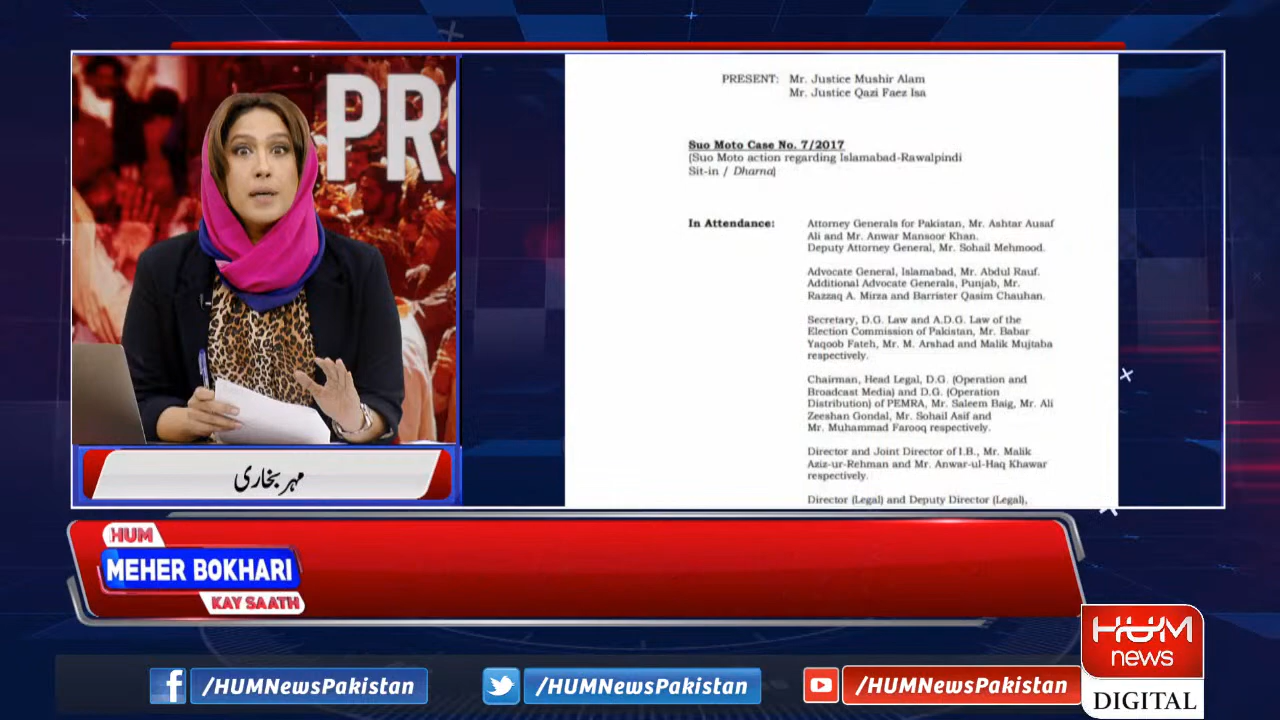 PR
PRESENT: Mr. Justice Mushir Alam
Mr. Justice Qazi Faez Isa
Suo Moto Case No. 7/2017
(Suo Moto action regarding Islamabad-Rawalpindi
Sit-in / Dharna)
In Attendance: Attorney Generals for Pakistan, Mr. Ashtar Ausaf
Ali and Mr. Anwar Mansoor Khan.
Deputy Attorney General, Mr. Sohail Mehmood.
Advocate General, Islamabad, Mr. Abdul Rauf.
Additional Advocate Generals, Punjab, Mr.
Razzaq A. Mirza and Barrister Qasim Chauhan.
Secretary, D.G. Law and A.D.G. Law of the
Election Commission of Pakistan, Mr. Babar
Yaqoob Fateh, Mr. M. Arshad and Malik Mujtaba
respectively.
Chairman, Head Legal, D.G. (Operation and
Broadcast Media) and D.G. (Operation
Distribution) of PEMRA, Mr. Saleem Baig, Mr. Ali
Zeeshan Gondal, Mr. Sohail Asif and
Mr. Muhammad Farooq respectively.
Director and Joint Director of I.B., Mr. Malik
Aziz-ur-Rehman and Mr. Anwar-ul-Haq Khawar
respectively.
Director (Legal) and Deputy Director (Legal),
مہر بخاری
HUM
MEHER BOKHARI
KAY SAATH
/HUMNewsPakistan
/HUMNewsPakistan
/HUMNewsPakistan
HUM
news
DIGITAL